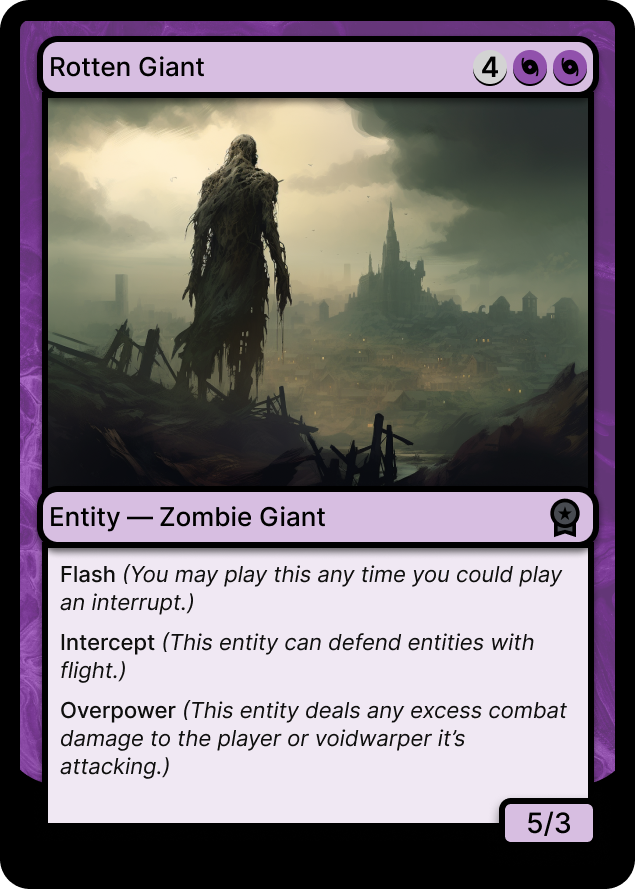 Rotten Giant 4
Entity — Zombie Giant
Flash (You may play this any time you could play
an interrupt.)
Intercept (This entity can defend entities with
flight.)
Overpower (This entity deals any excess combat
damage to the player or voidwarper it’s
attacking.)
5/3